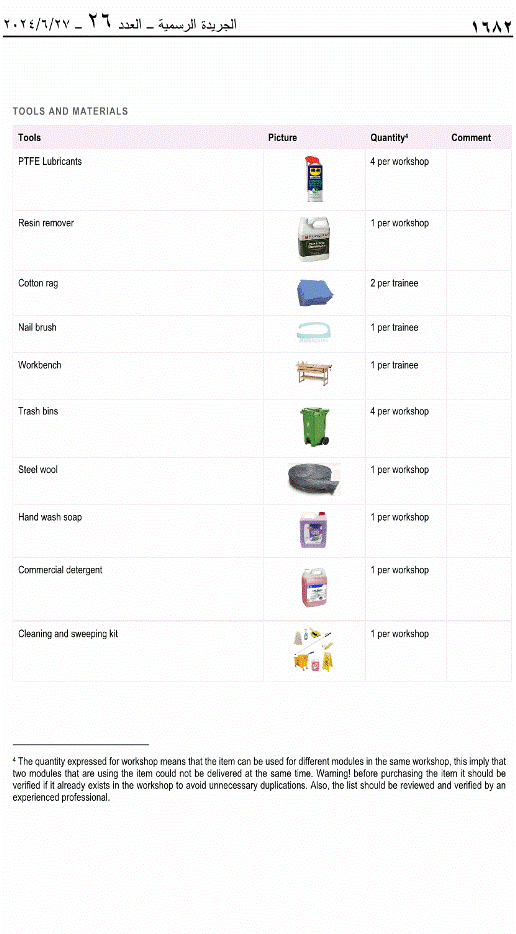 ١٦٨٢ الجريدة الرسمية – العدد ٢٦ – ٢٠٢٤/٦/٢٧
TOOLS AND MATERIALS
Tools Picture Quantity⁴ Comment
PTFE Lubricants 4 per workshop
Resin remover 1 per workshop
Cotton rag 2 per trainee
Nail brush 1 per trainee
Workbench 1 per trainee
Trash bins 4 per workshop
Steel wool 1 per workshop
Hand wash soap 1 per workshop
Commercial detergent 1 per workshop
Cleaning and sweeping kit 1 per workshop
⁴ The quantity expressed for workshop means that the item can be used for different modules in the same workshop, this imply that
two modules that are using the item could not be delivered at the same time. Warning! before purchasing the item it should be
verified if it already exists in the workshop to avoid unnecessary duplications. Also, the list should be reviewed and verified by an
experienced professional.